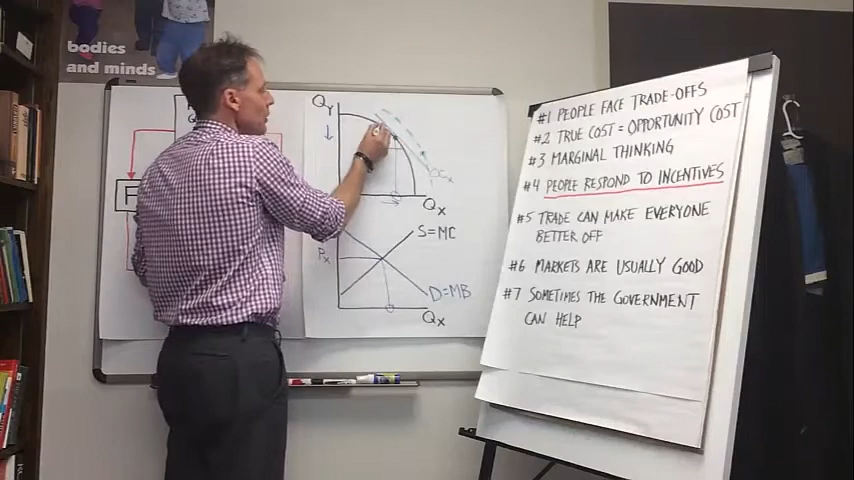 bodies
and minds
Qy
OCx
Qx
S=MC
Px
D=MB
Qx
#1 PEOPLE FACE TRADE-OFFS
#2 TRUE COST = OPPORTUNITY COST
#3 MARGINAL THINKING
#4 PEOPLE RESPOND TO INCENTIVES
#5 TRADE CAN MAKE EVERYONE
BETTER OFF
#6 MARKETS ARE USUALLY GOOD
#7 SOMETIMES THE GOVERNMENT
CAN HELP